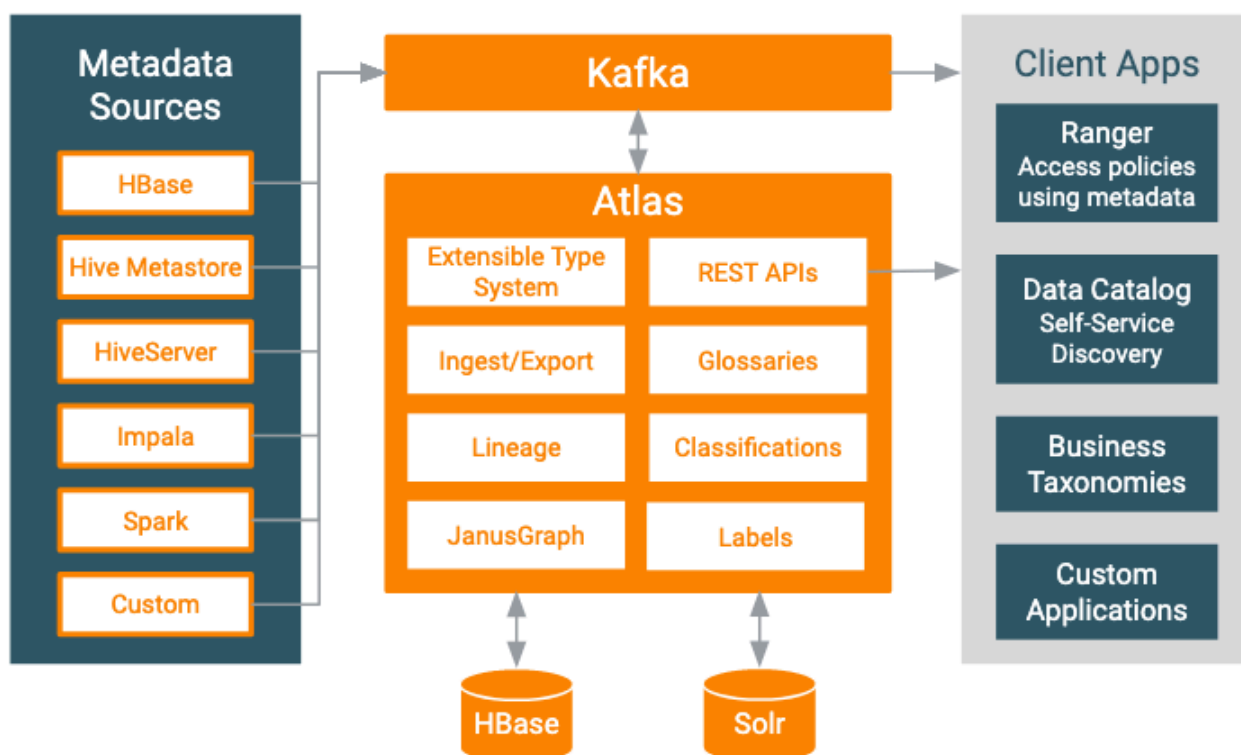 Metadata
Sources
HBase
Hive Metastore
HiveServer
Impala
Spark
Custom
Kafka
Atlas
Extensible Type
System
REST APIs
Ingest/Export
Glossaries
Lineage
Classifications
JanusGraph
Labels
HBase
Solr
Client Apps
Ranger
Access policies
using metadata
Data Catalog
Self-Service
Discovery
Business
Taxonomies
Custom
Applications